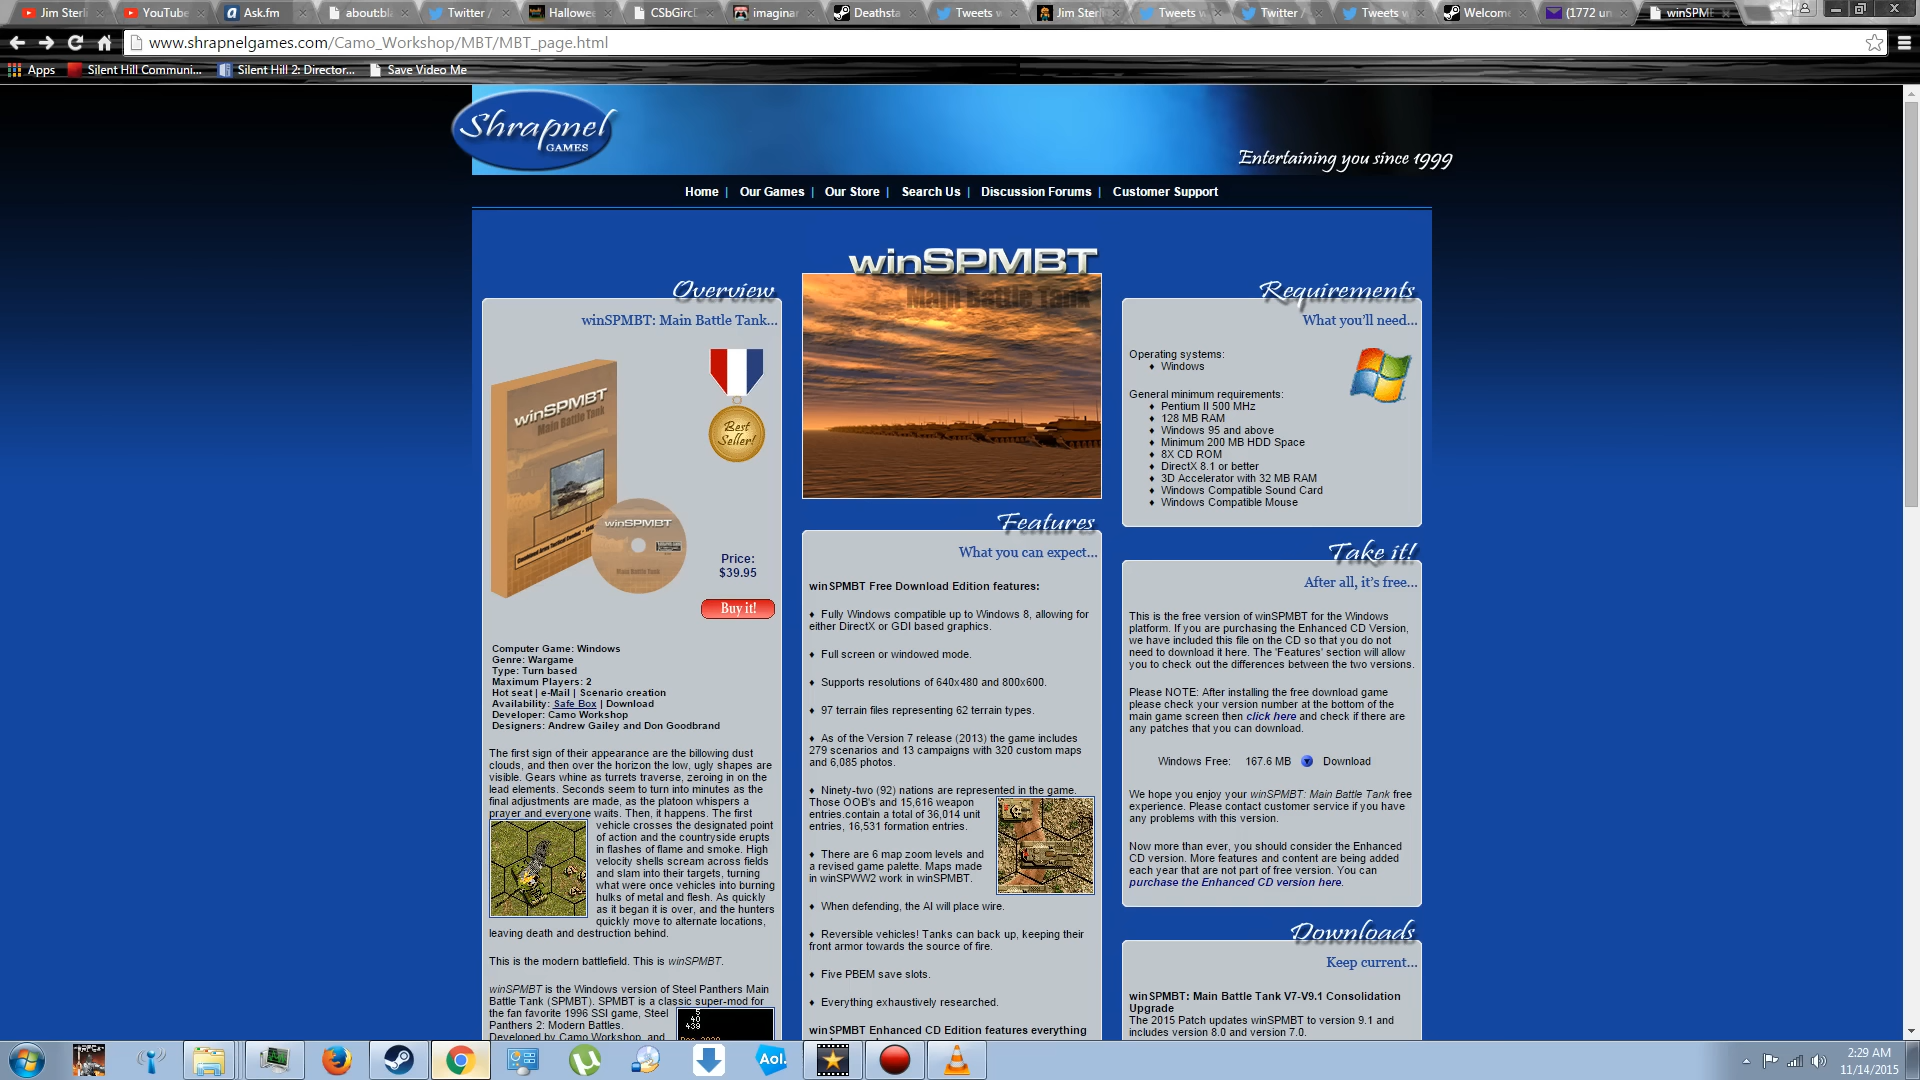 Jim Sterli
YouTube
Ask.fm
about:bl
Twitter /
Hallowe
CSbGircD
imaginar
Deathsta
Tweets w
Jim Sterli
Tweets w
Twitter /
Tweets w
Welcome
(1772 un
winSPME
www.shrapnelgames.com/Camo_Workshop/MBT/MBT_page.html
Apps
Silent Hill Communi...
Silent Hill 2: Director...
Save Video Me
Shrapnel
GAMES
Entertaining you since 1999
Home | Our Games | Our Store | Search Us | Discussion Forums | Customer Support
winSPMBT
Main Battle Tank
Overview
winSPMBT: Main Battle Tank...
winSPMBT
Main Battle Tank
Best
Seller!
winSPMBT
Main Battle Tank
Price:
$39.95
Buy it!
Computer Game: Windows
Genre: Wargame
Type: Turn based
Maximum Players: 2
Hot seat | e-Mail | Scenario creation
Availability: Safe Box | Download
Developer: Camo Workshop
Designers: Andrew Gailey and Don Goodbrand
The first sign of their appearance are the billowing dust
clouds, and then over the horizon the low, ugly shapes are
visible. Gears whine as turrets traverse, zeroing in on the
lead elements. Seconds seem to turn into minutes as the
final adjustments are made, as the platoon whispers a
prayer and everyone waits. Then, it happens. The first
vehicle crosses the designated point
of action and the countryside erupts
in flashes of flame and smoke. High
velocity shells scream across fields
and slam into their targets, turning
what were once vehicles into burning
hulks of metal and flesh. As quickly
as it began it is over, and the hunters
quickly move to alternate locations,
leaving death and destruction behind.
This is the modern battlefield. This is winSPMBT.
winSPMBT is the Windows version of Steel Panthers Main
Battle Tank (SPMBT). SPMBT is a classic super-mod for
the fan favorite 1996 SSI game, Steel
Panthers 2: Modern Battles.
Developed by Camo Workshop, and
5
40
439
Features
What you can expect...
winSPMBT Free Download Edition features:
♦ Fully Windows compatible up to Windows 8, allowing for
either DirectX or GDI based graphics.
♦ Full screen or windowed mode.
♦ Supports resolutions of 640x480 and 800x600.
♦ 97 terrain files representing 62 terrain types.
♦ As of the Version 7 release (2013) the game includes
279 scenarios and 13 campaigns with 320 custom maps
and 6,085 photos.
♦ Ninety-two (92) nations are represented in the game.
Those OOB's and 15,616 weapon
entries.contain a total of 36,014 unit
entries, 16,531 formation entries.
♦ There are 6 map zoom levels and
a revised game palette. Maps made
in winSPWW2 work in winSPMBT.
♦ When defending, the AI will place wire.
♦ Reversible vehicles! Tanks can back up, keeping their
front armor towards the source of fire.
♦ Five PBEM save slots.
♦ Everything exhaustively researched.
winSPMBT Enhanced CD Edition features everything
Requirements
What you'll need...
Operating systems:
♦ Windows
General minimum requirements:
♦ Pentium II 500 MHz
♦ 128 MB RAM
♦ Windows 95 and above
♦ Minimum 200 MB HDD Space
♦ 8X CD ROM
♦ DirectX 8.1 or better
♦ 3D Accelerator with 32 MB RAM
♦ Windows Compatible Sound Card
♦ Windows Compatible Mouse
Take it!
After all, it's free...
This is the free version of winSPMBT for the Windows
platform. If you are purchasing the Enhanced CD Version,
we have included this file on the CD so that you do not
need to download it here. The 'Features' section will allow
you to check out the differences between the two versions.
Please NOTE: After installing the free download game
please check your version number at the bottom of the
main game screen then click here and check if there are
any patches that you can download.
Windows Free: 167.6 MB Download
We hope you enjoy your winSPMBT: Main Battle Tank free
experience. Please contact customer service if you have
any problems with this version.
Now more than ever, you should consider the Enhanced
CD version. More features and content are being added
each year that are not part of free version. You can
purchase the Enhanced CD version here.
Downloads
Keep current...
winSPMBT: Main Battle Tank V7-V9.1 Consolidation
Upgrade
The 2015 Patch updates winSPMBT to version 9.1 and
includes version 8.0 and version 7.0.
Aol.
2:29 AM
11/14/2015